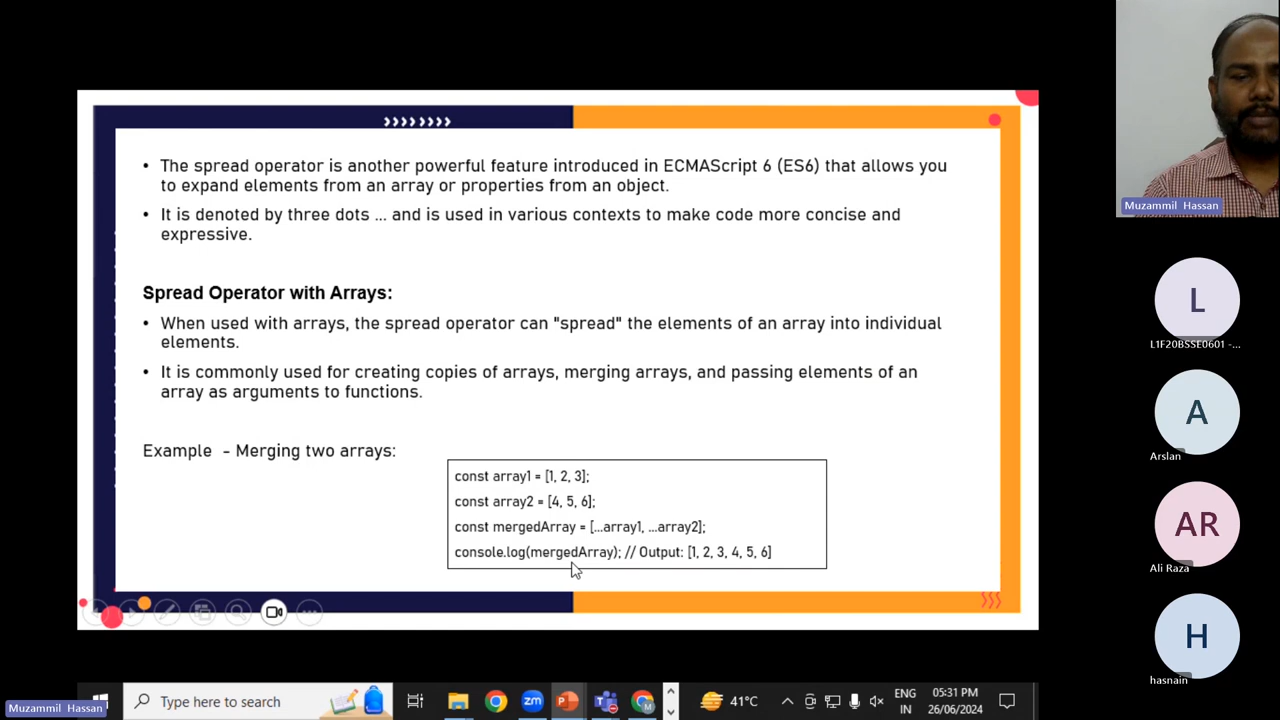 • The spread operator is another powerful feature introduced in ECMAScript 6 (ES6) that allows you
to expand elements from an array or properties from an object.
• It is denoted by three dots ... and is used in various contexts to make code more concise and
expressive.
Spread Operator with Arrays:
• When used with arrays, the spread operator can "spread" the elements of an array into individual
elements.
• It is commonly used for creating copies of arrays, merging arrays, and passing elements of an
array as arguments to functions.
Example - Merging two arrays:
const array1 = [1, 2, 3];
const array2 = [4, 5, 6];
const mergedArray = [...array1, ...array2];
console.log(mergedArray); // Output: [1, 2, 3, 4, 5, 6]
Muzammil Hassan
L
L1F20BSSE0601 -...
A
Arslan
AR
Ali Raza
H
hasnain
Muzammil Hassan
Type here to search
zm
41°C
ENG
IN
05:31 PM
26/06/2024